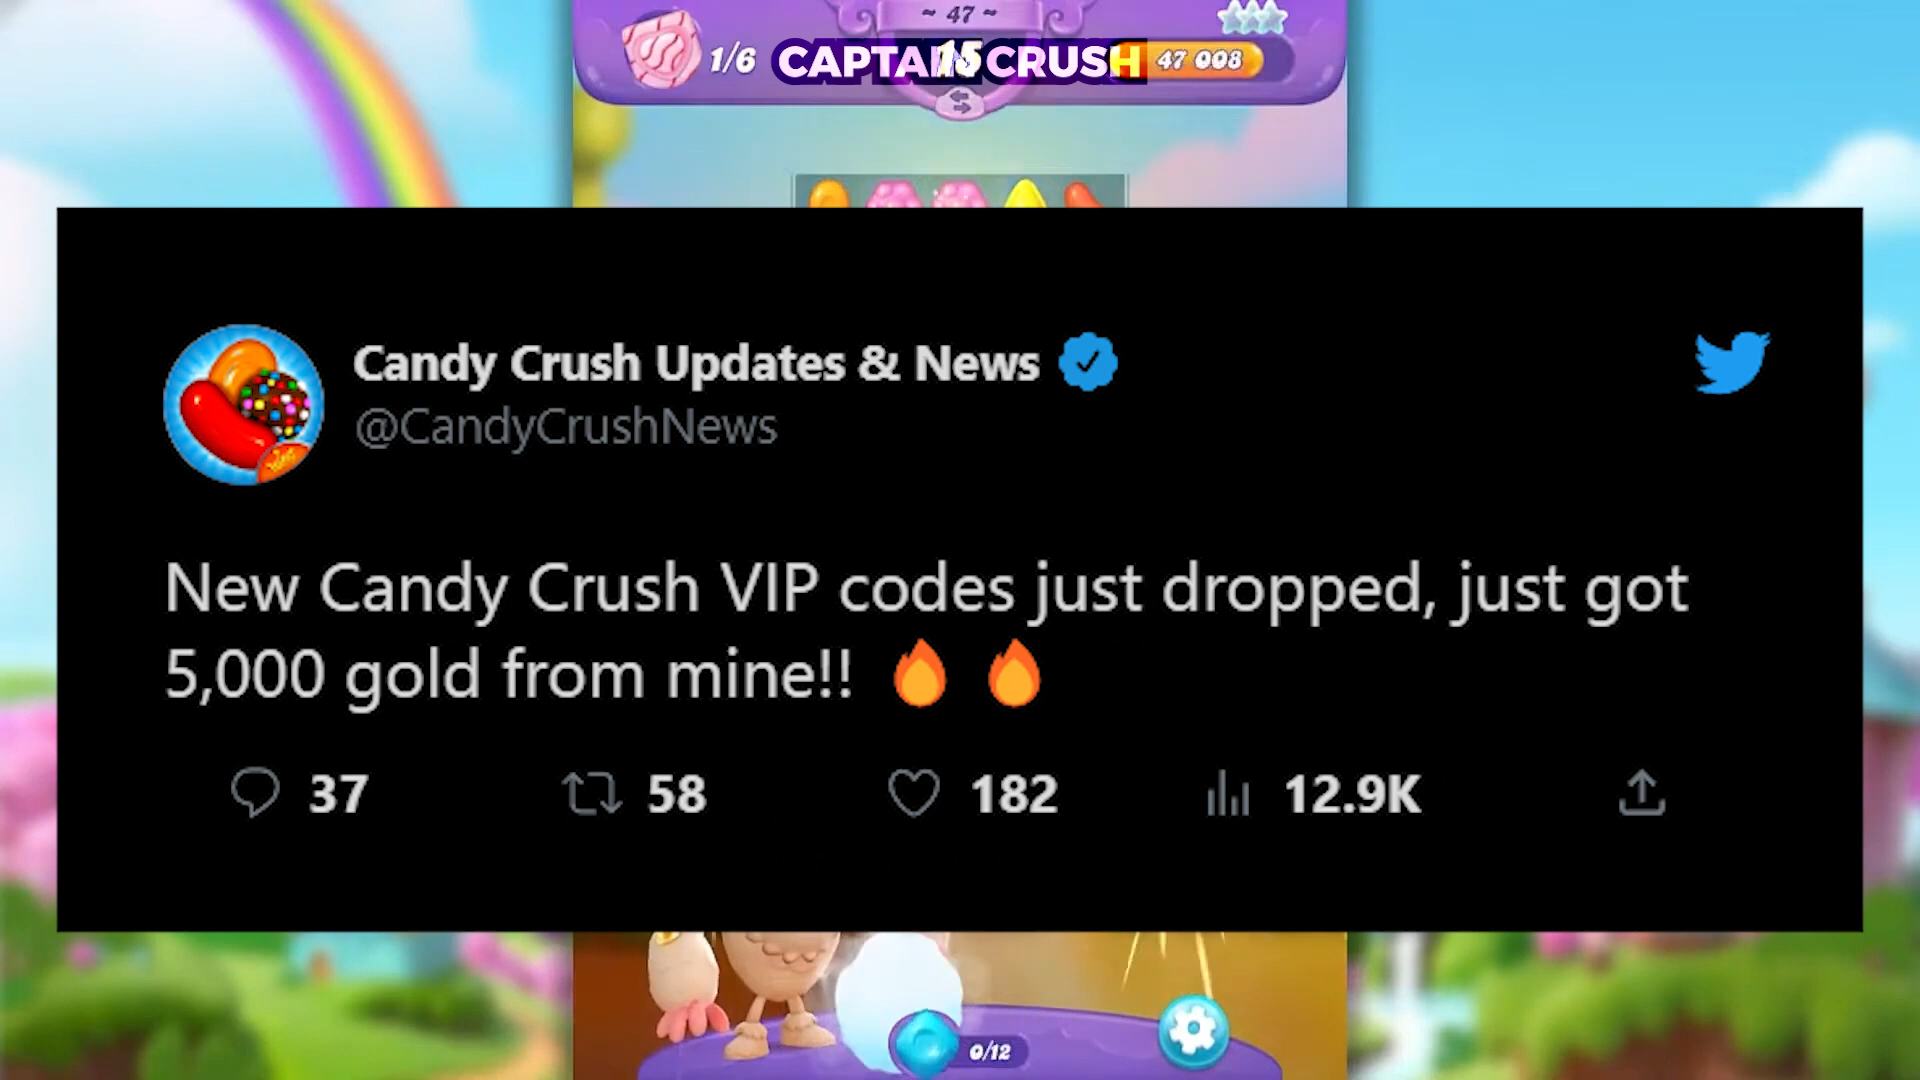 ~ 47 ~
1/6
15
47 008
CAPTAIN CRUSH
Candy Crush Updates & News
@CandyCrushNews
New Candy Crush VIP codes just dropped, just got
5,000 gold from mine!! 🔥 🔥
37 58 182 12.9K
0/12